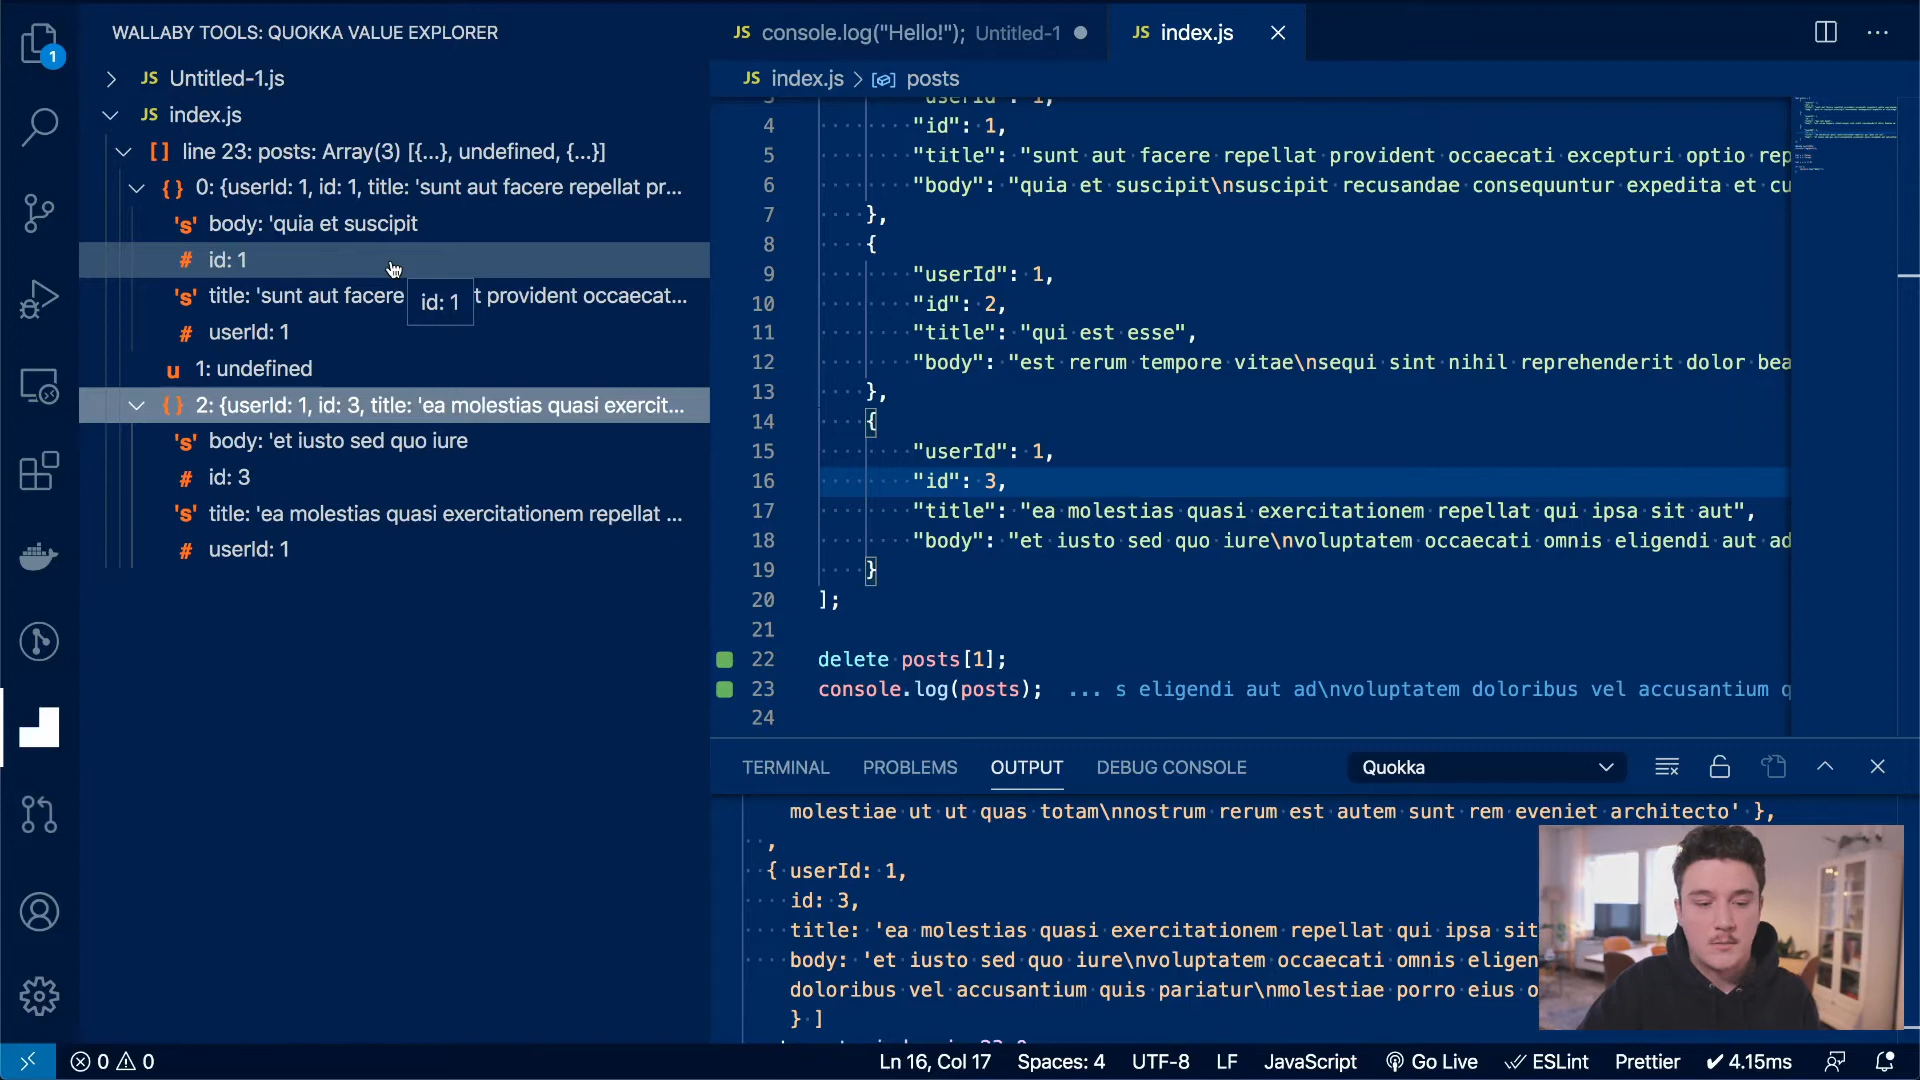 WALLABY TOOLS: QUOKKA VALUE EXPLORER
1
JS Untitled-1.js
JS index.js
[] line 23: posts: Array(3) [{...}, undefined, {...}]
{} 0: {userId: 1, id: 1, title: 'sunt aut facere repellat pr...
's' body: 'quia et suscipit
# id: 1
's' title: 'sunt aut facere t provident occaecat...
id: 1
# userId: 1
u 1: undefined
{} 2: {userId: 1, id: 3, title: 'ea molestias quasi exercit...
's' body: 'et iusto sed quo iure
# id: 3
's' title: 'ea molestias quasi exercitationem repellat ...
# userId: 1
JS console.log("Hello!"); Untitled-1
JS index.js
JS index.js > posts
"userId": 1,
4 "id": 1,
5 "title": "sunt aut facere repellat provident occaecati excepturi optio rep
6 "body": "quia et suscipit\nsuscipit recusandae consequuntur expedita et cu
7 },
8 {
9 "userId": 1,
10 "id": 2,
11 "title": "qui est esse",
12 "body": "est rerum tempore vitae\nsequi sint nihil reprehenderit dolor bea
13 },
14 {
15 "userId": 1,
16 "id": 3,
17 "title": "ea molestias quasi exercitationem repellat qui ipsa sit aut",
18 "body": "et iusto sed quo iure\nvoluptatem occaecati omnis eligendi aut ad
19 }
20 ];
21
22 delete posts[1];
23 console.log(posts); ... s eligendi aut ad\nvoluptatem doloribus vel accusantium q
24
TERMINAL PROBLEMS OUTPUT DEBUG CONSOLE Quokka
molestiae ut ut quas totam\nnostrum rerum est autem sunt rem eveniet architecto' },
,
{ userId: 1,
id: 3,
title: 'ea molestias quasi exercitationem repellat qui ipsa sit
body: 'et iusto sed quo iure\nvoluptatem occaecati omnis eligen
doloribus vel accusantium quis pariatur\nmolestiae porro eius o
} ]
0 0 Ln 16, Col 17 Spaces: 4 UTF-8 LF JavaScript Go Live ESLint Prettier ✔ 4.15ms